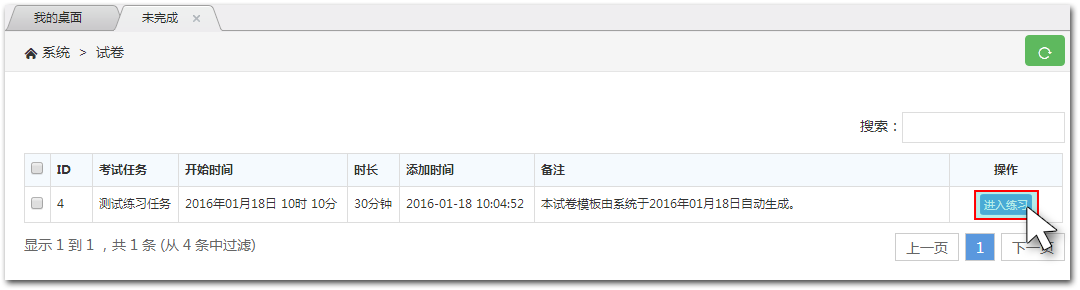 我的桌面 未完成 ×
系统 > 试卷
搜索：
ID 考试任务 开始时间 时长 添加时间 备注 操作
4 测试练习任务 2016年01月18日 10时 10分 30分钟 2016-01-18 10:04:52 本试卷模板由系统于2016年01月18日自动生成。 进入练习
显示 1 到 1 ，共 1 条 (从 4 条中过滤) 上一页 1 下一页